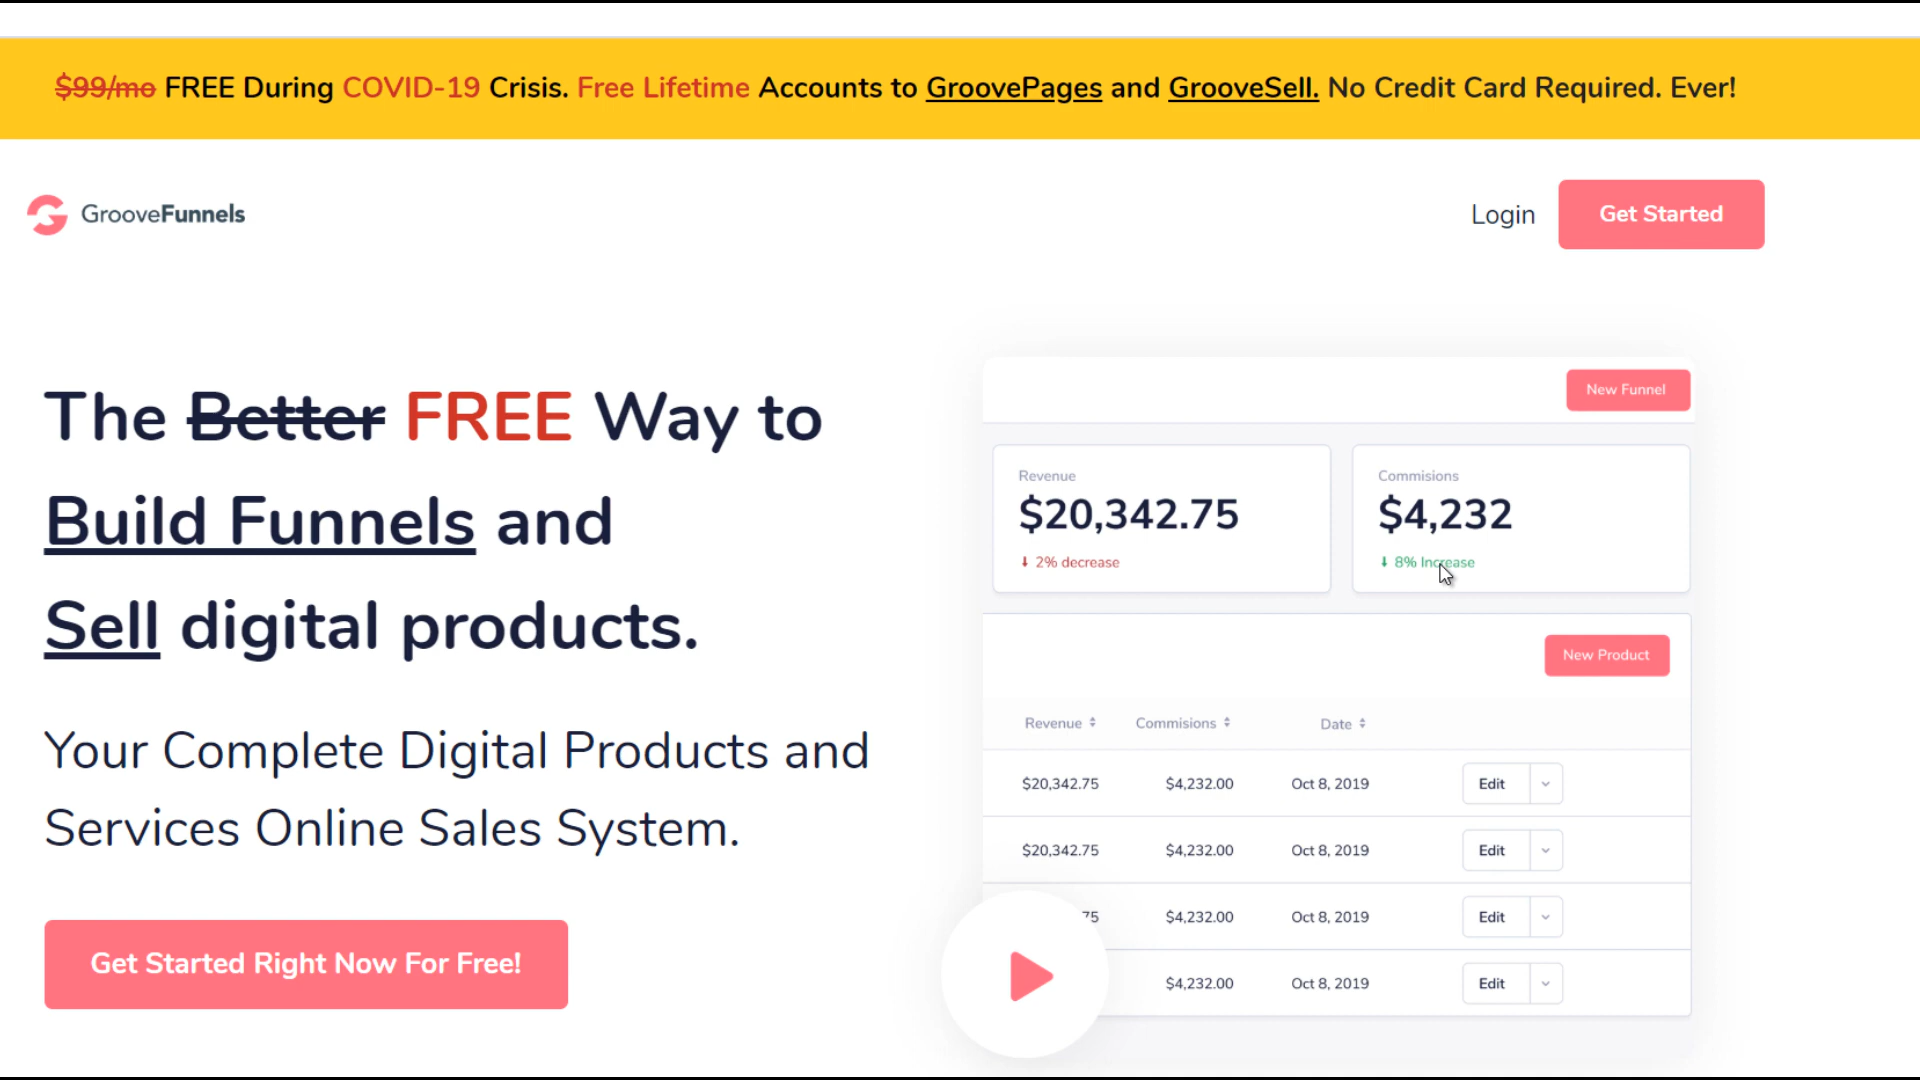 $99/mo FREE During COVID-19 Crisis. Free Lifetime Accounts to GroovePages and GrooveSell. No Credit Card Required. Ever!
GrooveFunnels
Login
Get Started
The Better FREE Way to
Build Funnels and
Sell digital products.
Your Complete Digital Products and
Services Online Sales System.
Get Started Right Now For Free!
New Funnel
Revenue
$20,342.75
2% decrease
Commisions
$4,232
8% Increase
New Product
Revenue Commisions Date
$20,342.75 $4,232.00 Oct 8, 2019 Edit
$20,342.75 $4,232.00 Oct 8, 2019 Edit
75 $4,232.00 Oct 8, 2019 Edit
$4,232.00 Oct 8, 2019 Edit